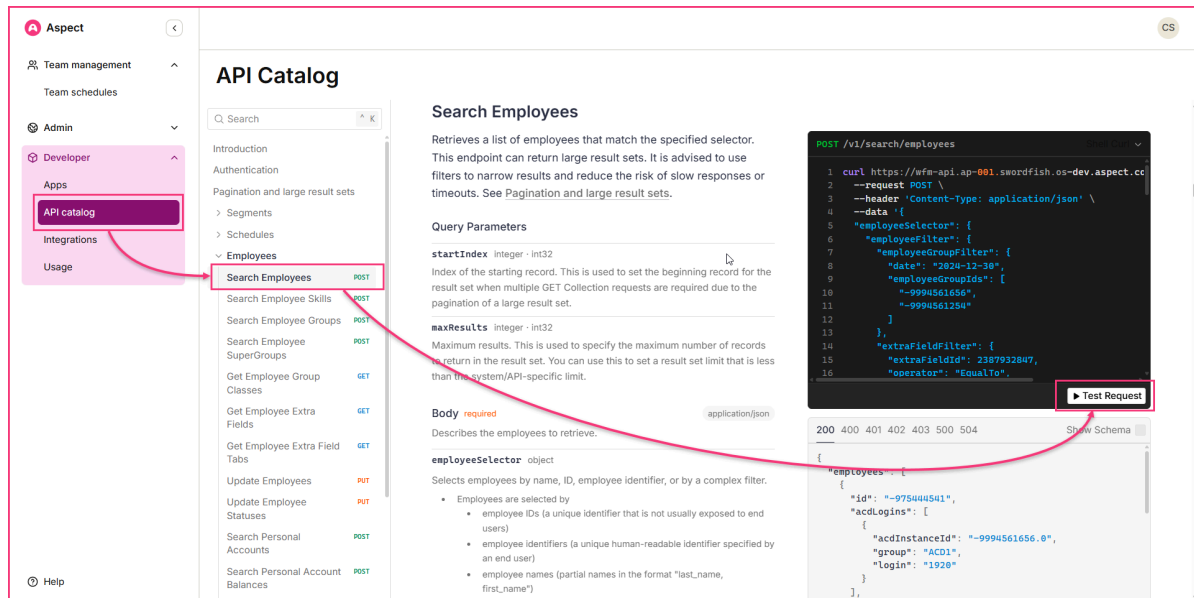 Aspect
CS
Team management
Team schedules
Admin
Developer
Apps
API catalog
Integrations
Usage
Help
API Catalog
Search
^ K
Introduction
Authentication
Pagination and large result sets
Segments
Schedules
Employees
Search Employees POST
Search Employee Skills POST
Search Employee Groups POST
Search Employee POST
SuperGroups
Get Employee Group GET
Classes
Get Employee Extra GET
Fields
Get Employee Extra Field GET
Tabs
Update Employees PUT
Update Employee PUT
Statuses
Search Personal POST
Accounts
Search Personal Account POST
Balances
Search Employees
Retrieves a list of employees that match the specified selector.
This endpoint can return large result sets. It is advised to use
filters to narrow results and reduce the risk of slow responses or
timeouts. See Pagination and large result sets.
Query Parameters
startIndex integer · int32
Index of the starting record. This is used to set the beginning record for the
result set when multiple GET Collection requests are required due to the
pagination of a large result set.
maxResults integer · int32
Maximum results. This is used to specify the maximum number of records
to return in the result set. You can use this to set a result set limit that is less
than the system/API-specific limit.
Body required application/json
Describes the employees to retrieve.
employeeSelector object
Selects employees by name, ID, employee identifier, or by a complex filter.
• Employees are selected by
• employee IDs (a unique identifier that is not usually exposed to end
users)
• employee identifiers (a unique human-readable identifier specified by
an end user)
• employee names (partial names in the format "last_name,
first_name")
POST /v1/search/employees Shell Curl
1 curl https://wfm-api.ap-001.swordfish.os-dev.aspect.co
2 --request POST \
3 --header 'Content-Type: application/json' \
4 --data '{
5 "employeeSelector": {
6 "employeeFilter": {
7 "employeeGroupFilter": {
8 "date": "2024-12-30",
9 "employeeGroupIds": [
10 "-9994561656",
11 "-9994561254"
12 ]
13 },
14 "extraFieldFilter": {
15 "extraFieldId": 2387932847,
16 "operator": "EqualTo",
Test Request
200 400 401 402 403 500 504 Show Schema
{
"employees": [
{
"id": "-975444541",
"acdLogins": [
{
"acdInstanceId": "-9994561656.0",
"group": "ACD1",
"login": "1920"
}
],